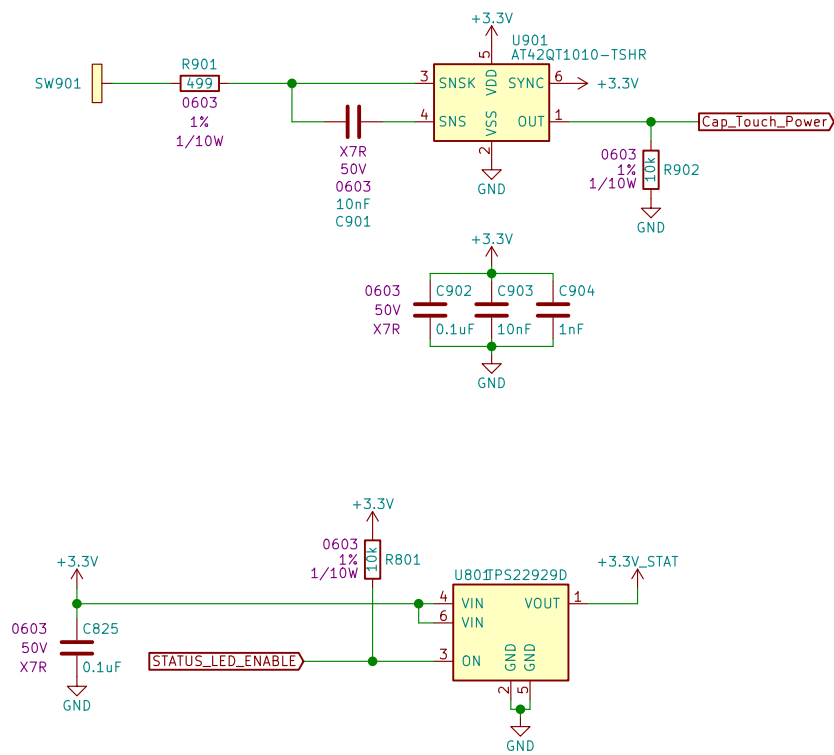 +3.3V
U901
AT42QT1010-TSHR
R901
SW901
499
0603
1%
1/10W
5
VDD
3
SNSK
SYNC
6
+3.3V
4
SNS
OUT
1
Cap_Touch_Power
VSS
2
GND
X7R
50V
0603
10nF
C901
0603
1%
1/10W
10k
R902
GND
+3.3V
0603
50V
X7R
C902
0.1uF
C903
10nF
C904
1nF
GND
+3.3V
0603
1%
1/10W
10k
R801
+3.3V
0603
50V
X7R
C825
0.1uF
GND
STATUS_LED_ENABLE
U801
TPS22929D
4
VIN
VOUT
1
6
VIN
3
ON
GND
GND
2
5
GND
+3.3V_STAT